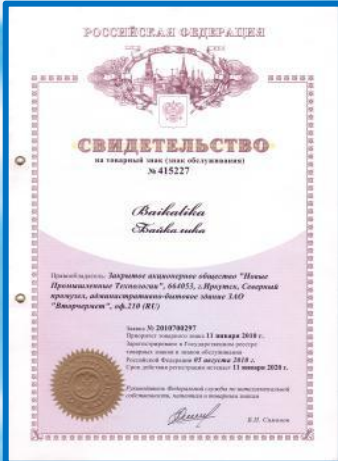 РОССИЙСКАЯ ФЕДЕРАЦИЯ
СВИДЕТЕЛЬСТВО
на товарный знак (знак обслуживания)
№ 415227
Baikalika
Байкалика
Правообладатель: Закрытое акционерное общество "Новые
Промышленные Технологии", 664053, г.Иркутск, Северный
промузел, административно-бытовое здание ЗАО
"Вторчермет", оф.210 (RU)
Заявка № 2010700297
Приоритет товарного знака 11 января 2010 г.
Зарегистрировано в Государственном реестре
товарных знаков и знаков обслуживания
Российской Федерации 05 августа 2010 г.
Срок действия регистрации истекает 11 января 2020 г.
Руководитель Федеральной службы по интеллектуальной
собственности, патентам и товарным знакам
Б.П. Симонов